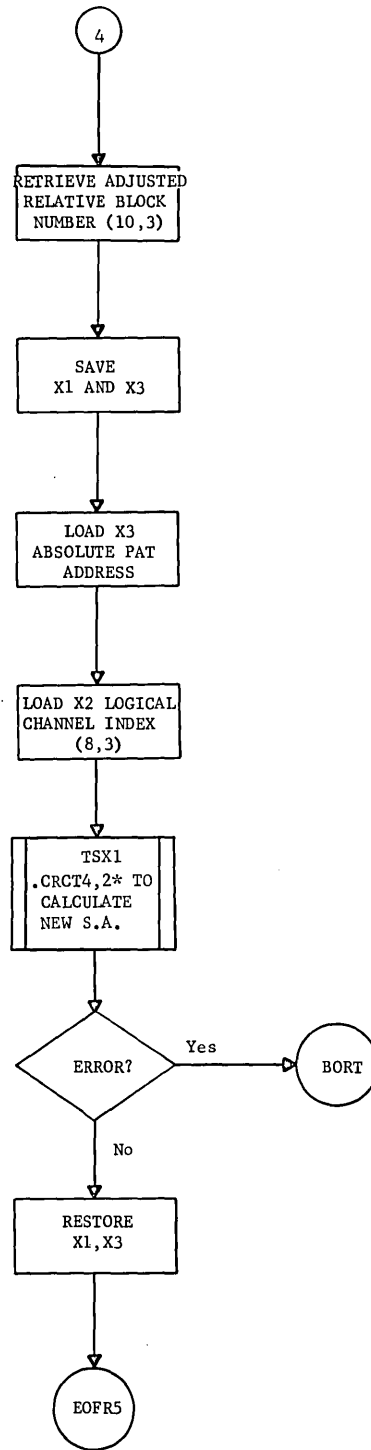 4
RETRIEVE ADJUSTED
RELATIVE BLOCK
NUMBER (10,3)
SAVE
X1 AND X3
LOAD X3
ABSOLUTE PAT
ADDRESS
LOAD X2 LOGICAL
CHANNEL INDEX
(8,3)
TSX1
.CRCT4,2* TO
CALCULATE
NEW S.A.
ERROR?
Yes
BORT
No
RESTORE
X1,X3
EOFR5